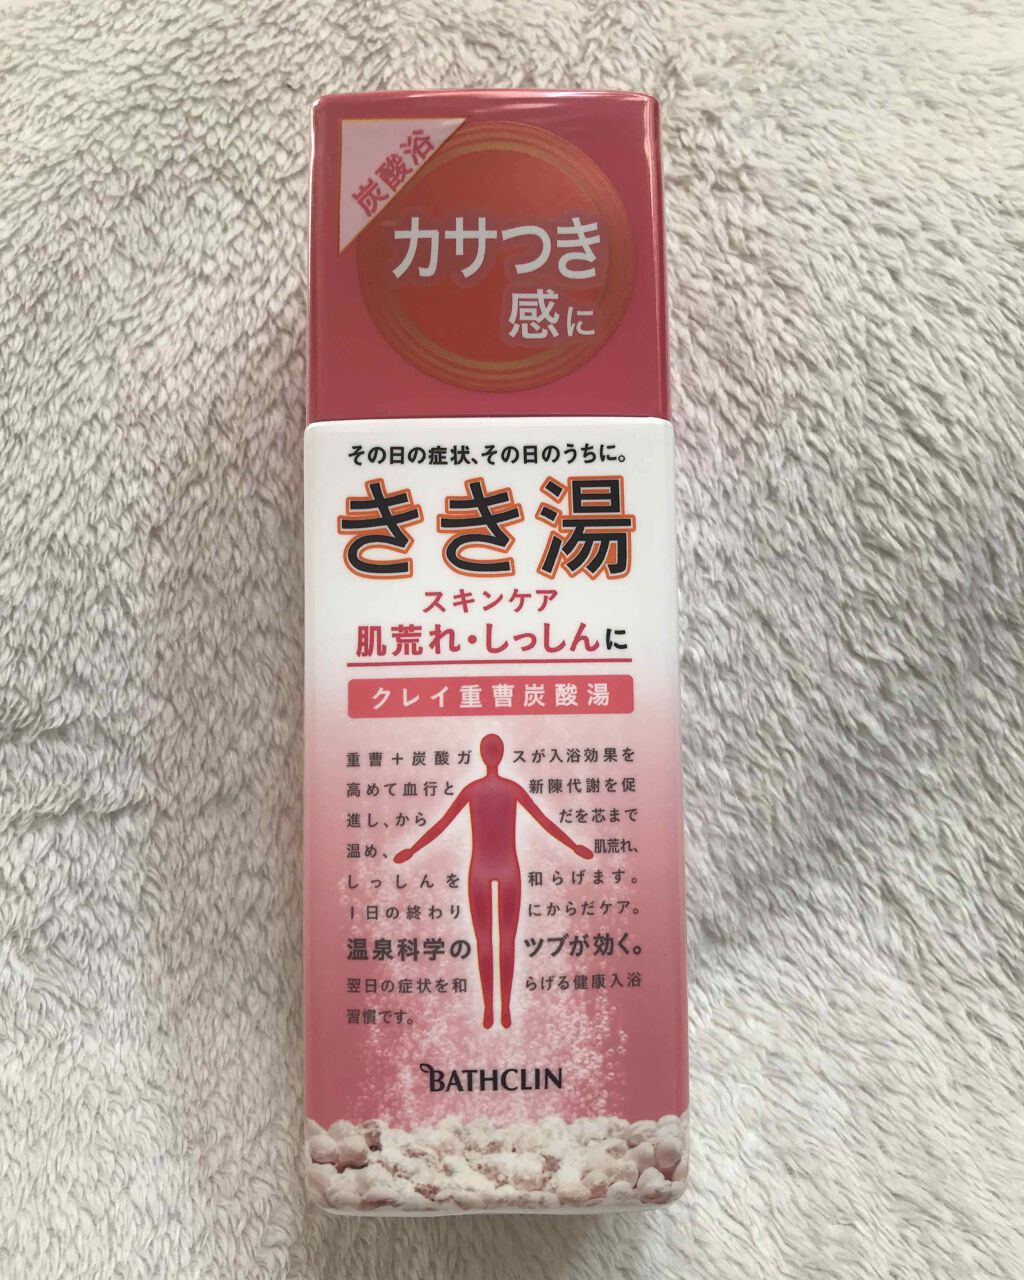 炭酸浴
カサつき
感に
その日の症状、その日のうちに。
きき湯
スキンケア
肌荒れ・しっしんに
クレイ重曹炭酸湯
重曹＋炭酸ガスが入浴効果を
高めて血行と新陳代謝を促
進し、からだを芯まで
温め、肌荒れ、
しっしんを和らげます。
1日の終わりにからだケア。
温泉科学のツブが効く。
翌日の症状を和らげる健康入浴
習慣です。
BATHCLIN